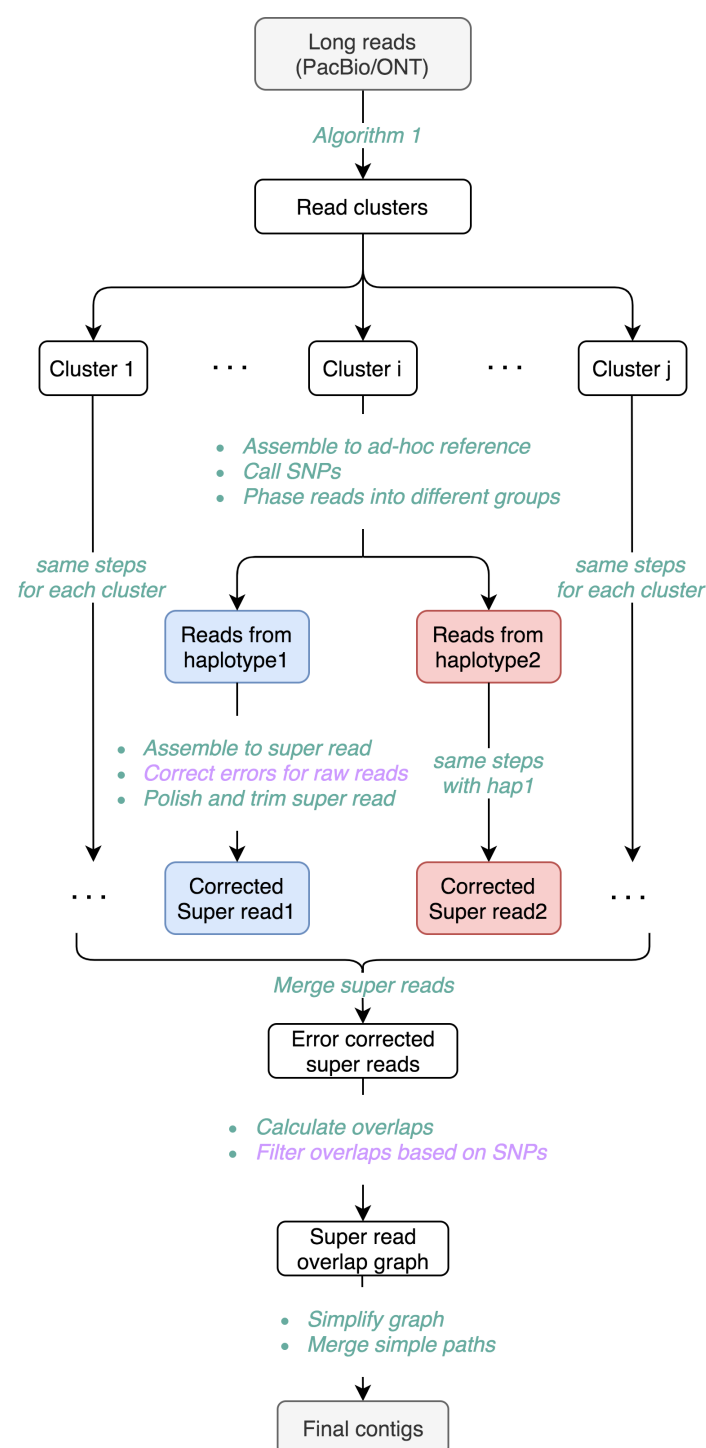 Long reads
(PacBio/ONT)
Algorithm 1
Read clusters
Cluster 1
. . .
Cluster i
. . .
Cluster j
• Assemble to ad-hoc reference
• Call SNPs
• Phase reads into different groups
same steps
for each cluster
same steps
for each cluster
Reads from
haplotype1
Reads from
haplotype2
• Assemble to super read
• Correct errors for raw reads
• Polish and trim super read
same steps
with hap1
. . .
Corrected
Super read1
Corrected
Super read2
. . .
Merge super reads
Error corrected
super reads
• Calculate overlaps
• Filter overlaps based on SNPs
Super read
overlap graph
• Simplify graph
• Merge simple paths
Final contigs